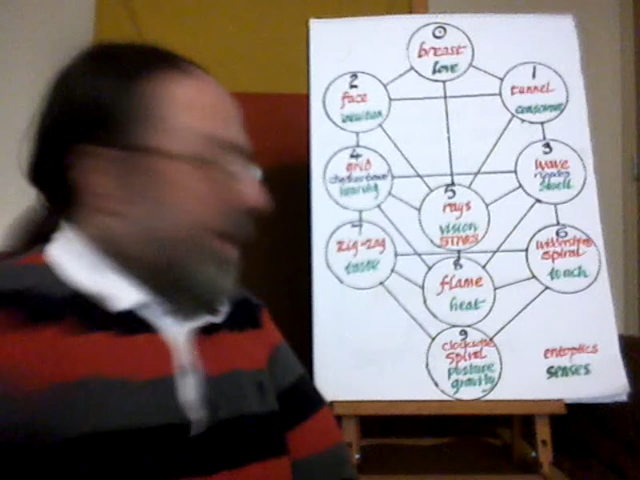 0
breast
love
2
face
intuition
1
tunnel
4
grid
hearing
3
wave
smell
5
rays
vision
stars
7
zig-zag
taste
6
spiral
touch
8
flame
heat
9
clockwise
spiral
posture
gravity
entoptics
senses